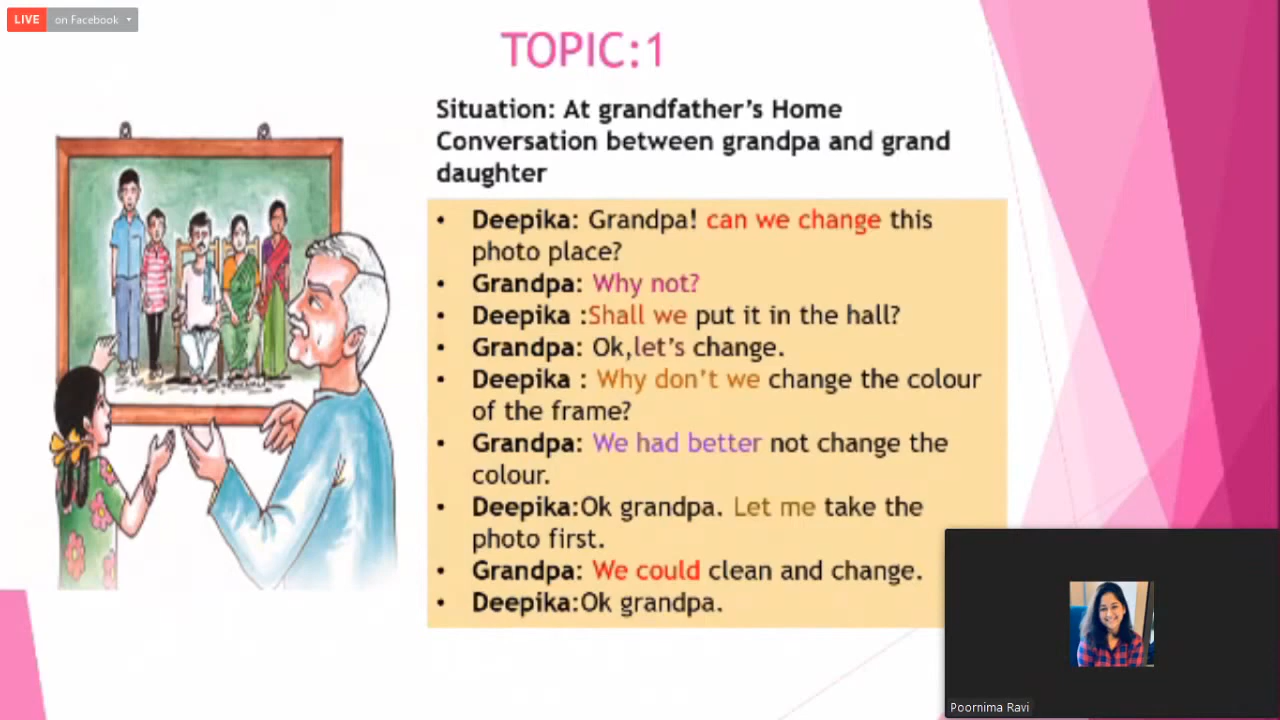 LIVE on Facebook
TOPIC:1
Situation: At grandfather's Home
Conversation between grandpa and grand
daughter
• Deepika: Grandpa! can we change this
photo place?
• Grandpa: Why not?
• Deepika :Shall we put it in the hall?
• Grandpa: Ok,let's change.
• Deepika : Why don't we change the colour
of the frame?
• Grandpa: We had better not change the
colour.
• Deepika:Ok grandpa. Let me take the
photo first.
• Grandpa: We could clean and change.
• Deepika:Ok grandpa.
Poornima Ravi